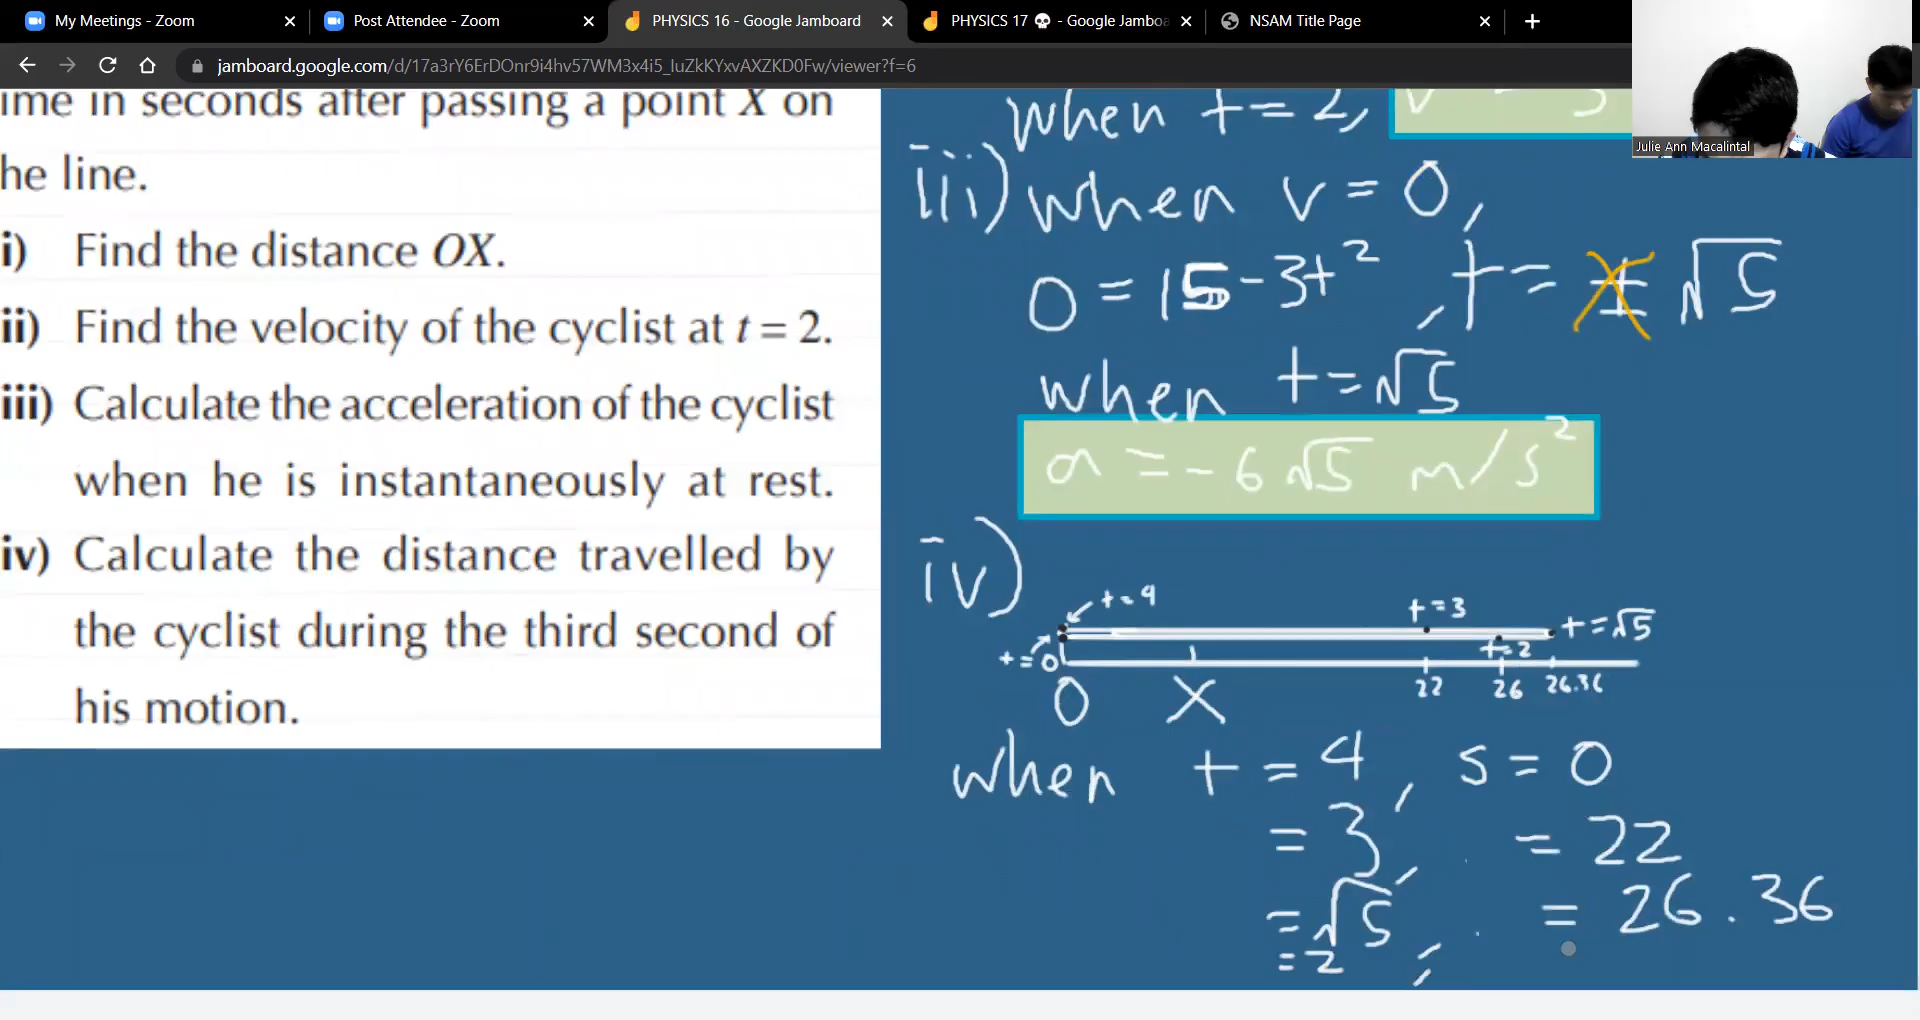 My Meetings - Zoom
Post Attendee - Zoom
PHYSICS 16 - Google Jamboard
PHYSICS 17 💀 - Google Jambo
NSAM Title Page
jamboard.google.com/d/17a3rY6ErDOnr9i4hv57WM3x4i5_IuZkKYxvAXZKD0Fw/viewer?f=6
Julie Ann Macalintal
ime in seconds after passing a point X on
he line.
i) Find the distance OX.
ii) Find the velocity of the cyclist at t = 2.
iii) Calculate the acceleration of the cyclist
when he is instantaneously at rest.
iv) Calculate the distance travelled by
the cyclist during the third second of
his motion.
when t = 2, v = 3
iii) when v = 0,
0 = 15 - 3t², t = ± √5
when t = √5
a = - 6 √5 m/s²
iv)
t = 4
t = 3
t = √5
t = 0
t = 2
22
26
26.36
O
X
when t = 4, s = 0
= 3, = 22
= √5, = 26.36
= 2,